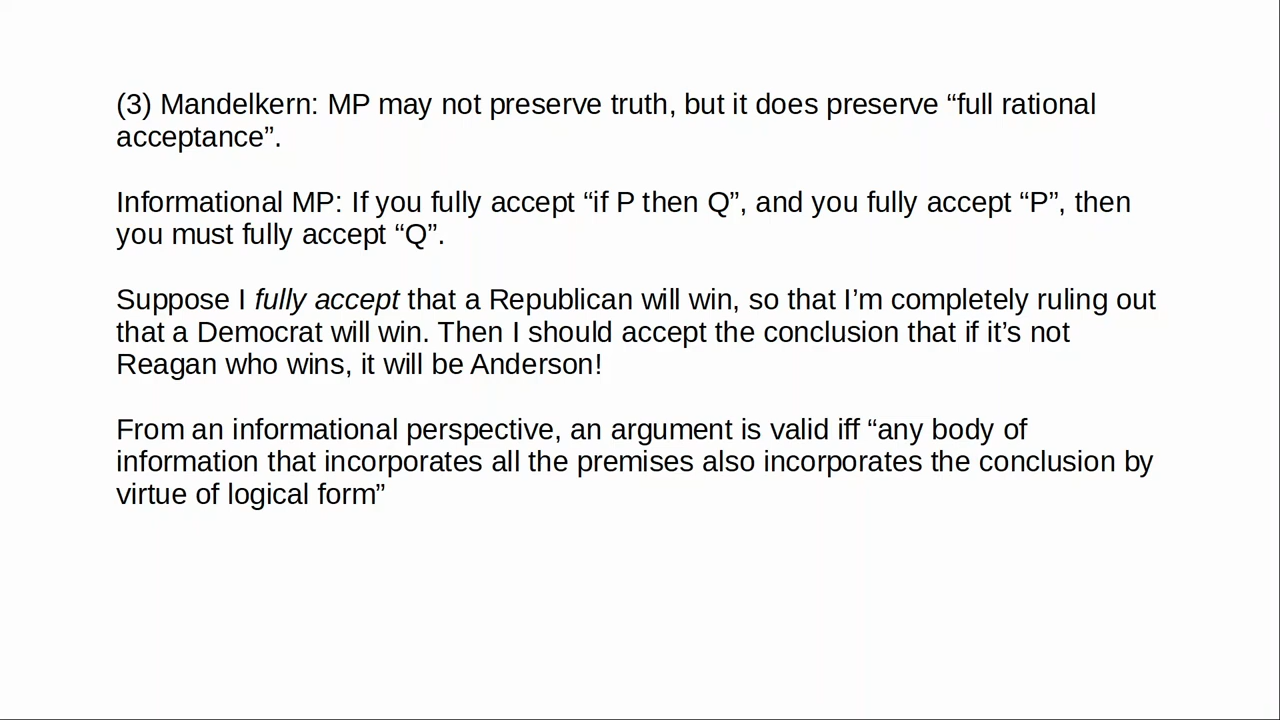 (3) Mandelkern: MP may not preserve truth, but it does preserve “full rational
acceptance”.
Informational MP: If you fully accept “if P then Q”, and you fully accept “P”, then
you must fully accept “Q”.
Suppose I fully accept that a Republican will win, so that I’m completely ruling out
that a Democrat will win. Then I should accept the conclusion that if it’s not
Reagan who wins, it will be Anderson!
From an informational perspective, an argument is valid iff “any body of
information that incorporates all the premises also incorporates the conclusion by
virtue of logical form”